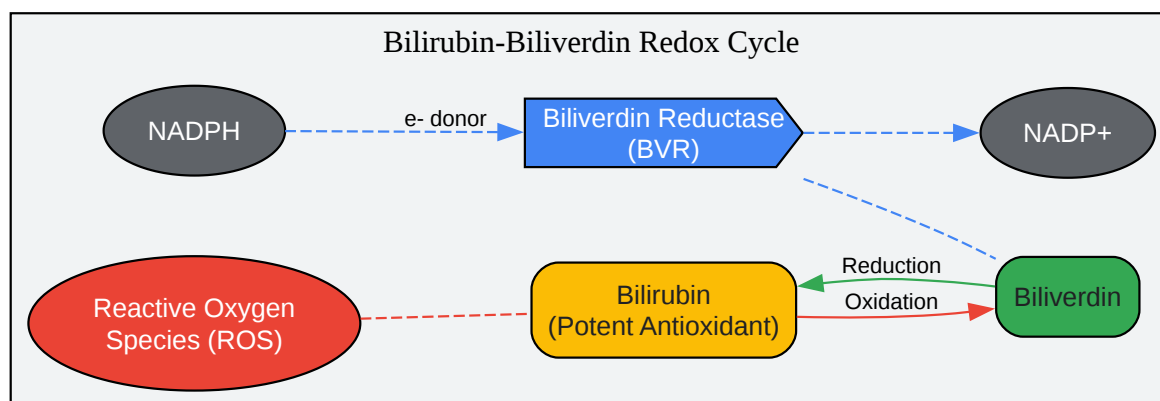 Bilirubin-Biliverdin Redox Cycle
NADPH
e- donor
Biliverdin Reductase
(BVR)
NADP+
Reactive Oxygen
Species (ROS)
Bilirubin
(Potent Antioxidant)
Reduction
Oxidation
Biliverdin